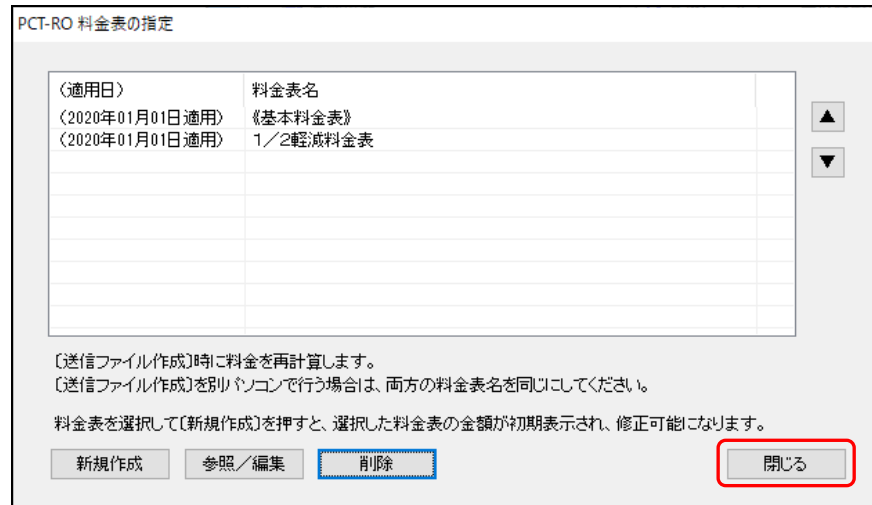 PCT-RO 料金表の指定
（適用日） 料金表名
（2020年01月01日適用） 《基本料金表》
（2020年01月01日適用） １／２軽減料金表
▲
▼
〔送信ファイル作成〕時に料金を再計算します。
〔送信ファイル作成〕を別パソコンで行う場合は、両方の料金表名を同じにしてください。
料金表を選択して〔新規作成〕を押すと、選択した料金表の金額が初期表示され、修正可能になります。
新規作成 参照／編集 削除 閉じる